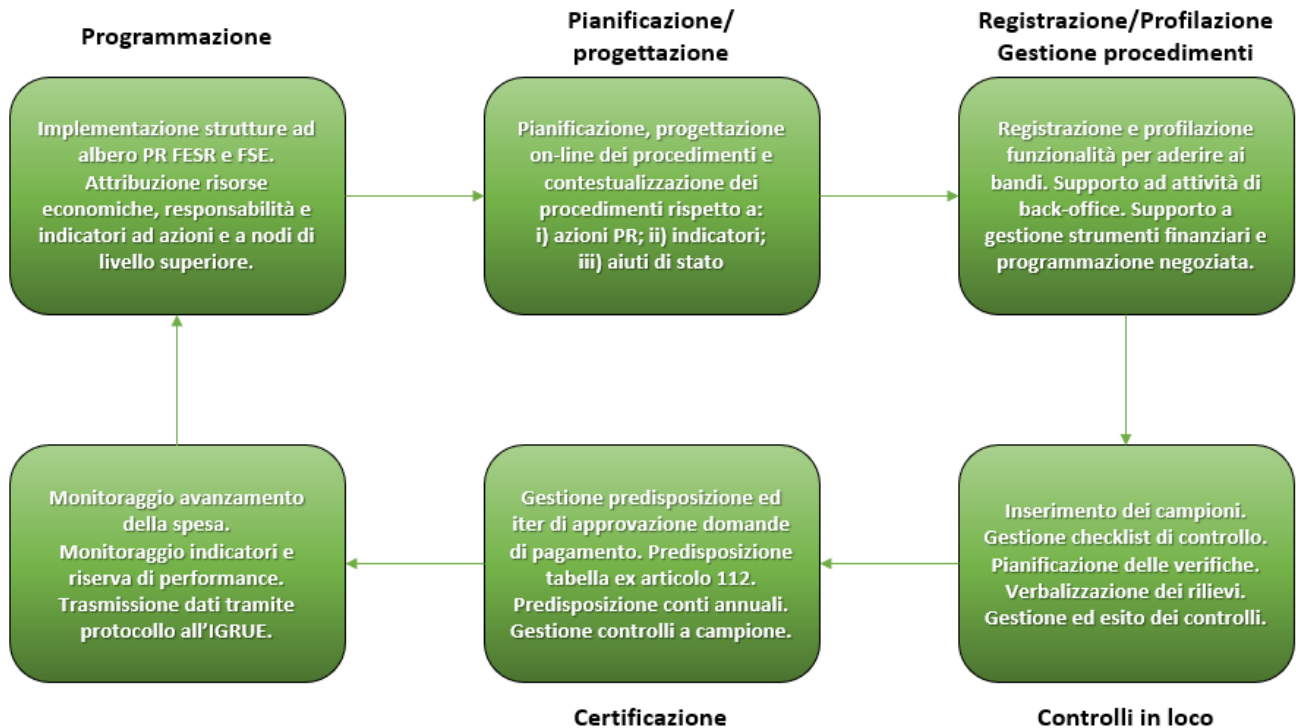 Programmazione
Implementazione strutture ad
albero PR FESR e FSE.
Attribuzione risorse
economiche, responsabilità e
indicatori ad azioni e a nodi di
livello superiore.
Pianificazione/
progettazione
Pianificazione, progettazione
on-line dei procedimenti e
contestualizzazione dei
procedimenti rispetto a:
i) azioni PR; ii) indicatori;
iii) aiuti di stato
Registrazione/Profilazione
Gestione procedimenti
Registrazione e profilazione
funzionalità per aderire ai
bandi. Supporto ad attività di
back-office. Supporto a
gestione strumenti finanziari e
programmazione negoziata.
Inserimento dei campioni.
Gestione checklist di controllo.
Pianificazione delle verifiche.
Verbalizzazione dei rilievi.
Gestione ed esito dei controlli.
Controlli in loco
Gestione predisposizione ed
iter di approvazione domande
di pagamento. Predisposizione
tabella ex articolo 112.
Predisposizione conti annuali.
Gestione controlli a campione.
Certificazione
Monitoraggio avanzamento
della spesa.
Monitoraggio indicatori e
riserva di performance.
Trasmissione dati tramite
protocollo all'IGRUE.